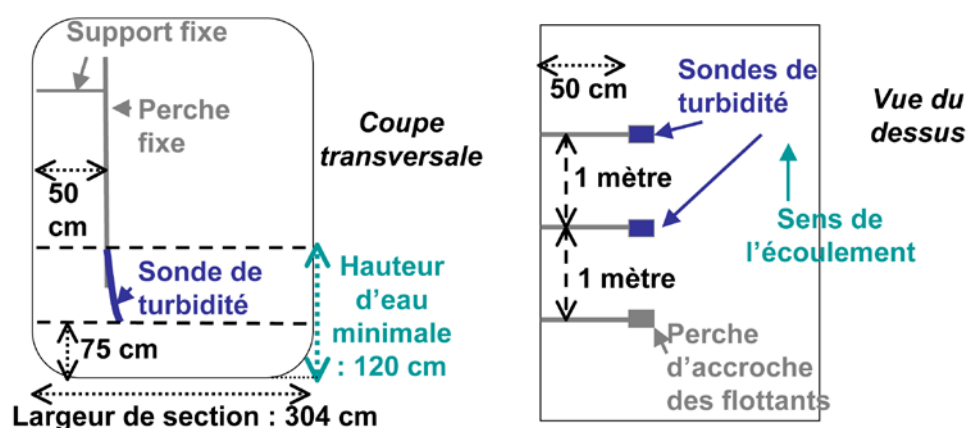 Support fixe
Perche
fixe
Coupe
transversale
50
cm
Sonde de
turbidité
Hauteur
d'eau
minimale
: 120 cm
75 cm
Largeur de section : 304 cm
50 cm
Sondes de
turbidité
Vue du
dessus
1 mètre
Sens de
l'écoulement
1 mètre
Perche
d'accroche
des flottants